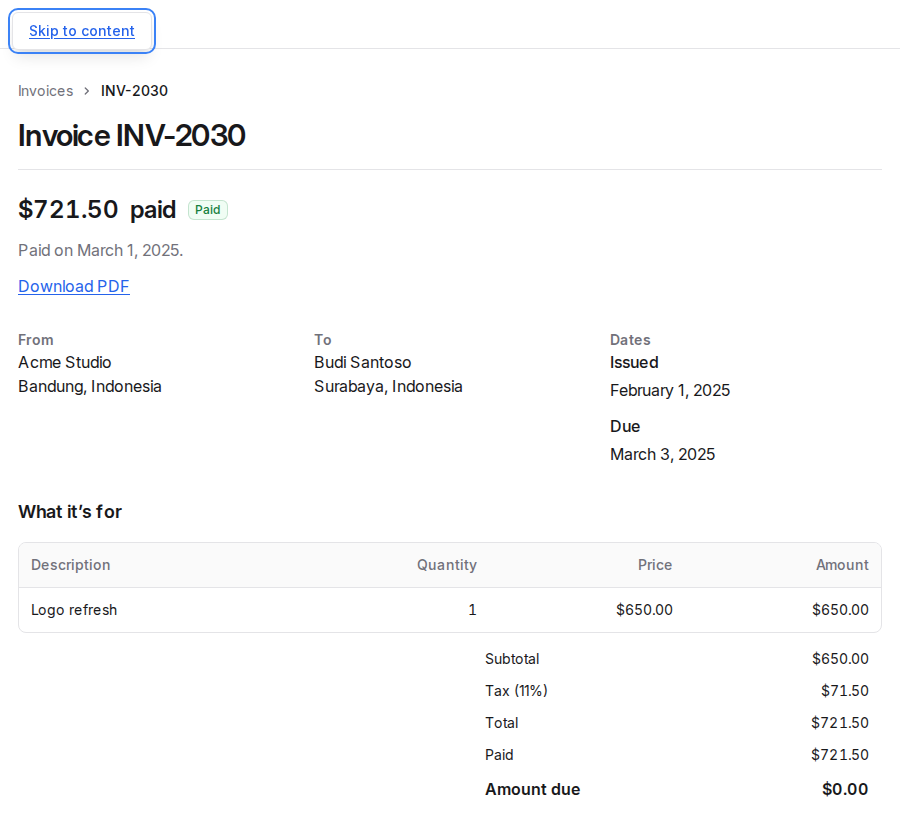 Skip to content
Invoices › INV-2030
Invoice INV-2030
$721.50 paid Paid
Paid on March 1, 2025.
Download PDF
From
Acme Studio
Bandung, Indonesia
To
Budi Santoso
Surabaya, Indonesia
Dates
Issued
February 1, 2025
Due
March 3, 2025
What it’s for
Description Quantity Price Amount
Logo refresh 1 $650.00 $650.00
Subtotal $650.00
Tax (11%) $71.50
Total $721.50
Paid $721.50
Amount due $0.00